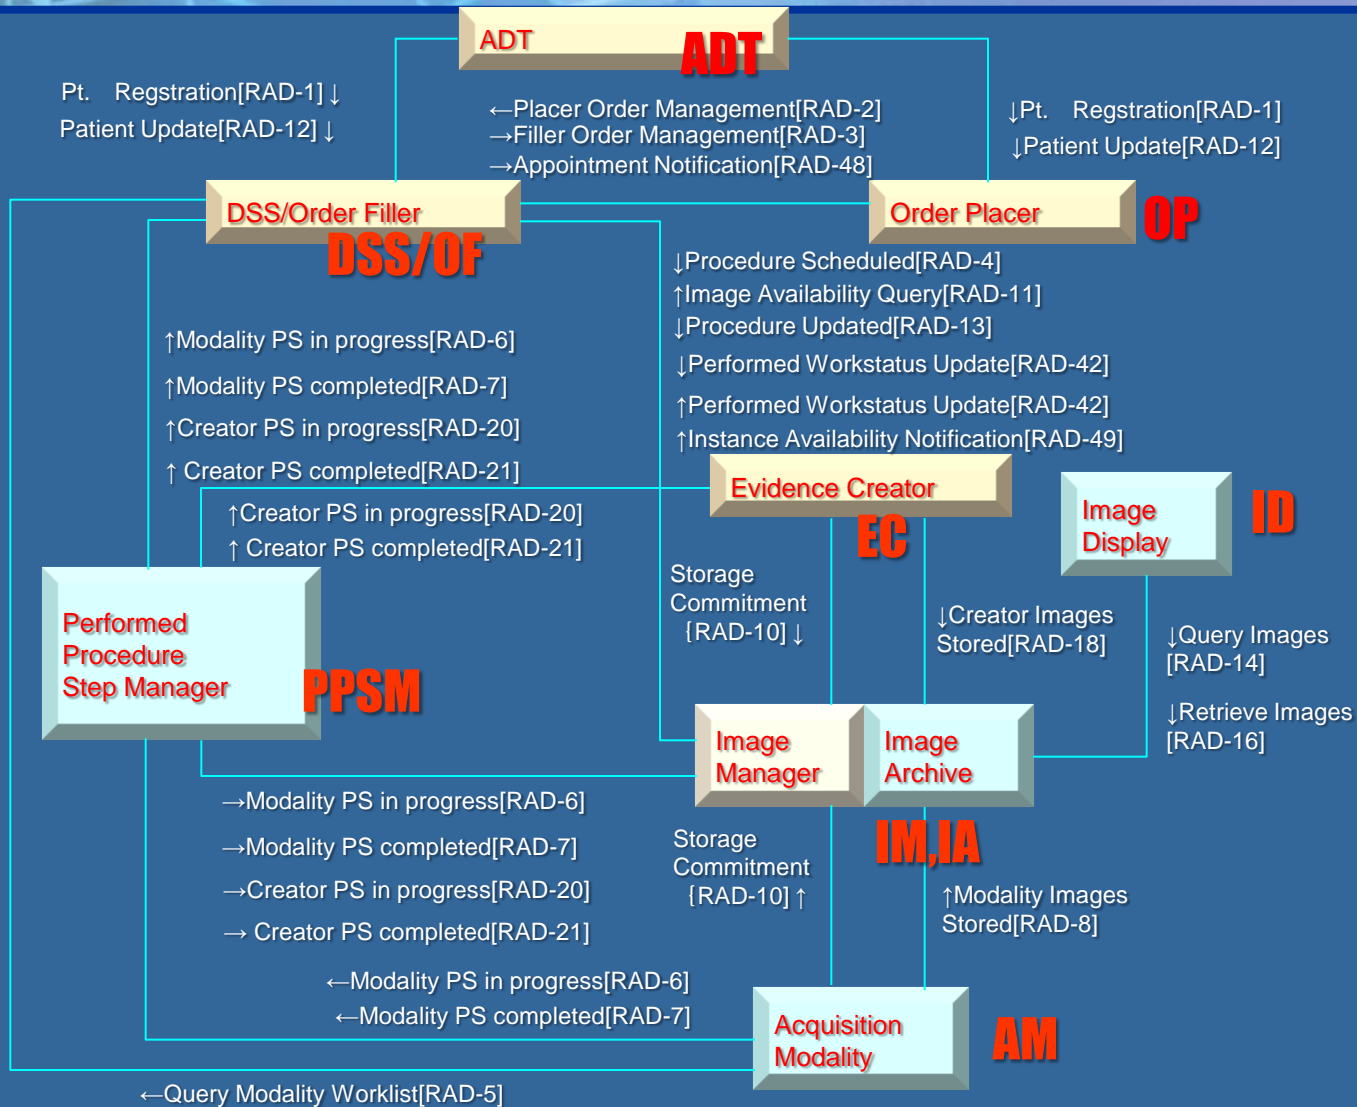 ADT
ADT
Pt. Regstration[RAD-1]↓
Patient Update[RAD-12]↓
←Placer Order Management[RAD-2]
→Filler Order Management[RAD-3]
→Appointment Notification[RAD-48]
↓Pt. Regstration[RAD-1]
↓Patient Update[RAD-12]
DSS/Order Filler
DSS/OF
Order Placer
OP
↓Procedure Scheduled[RAD-4]
↑Image Availability Query[RAD-11]
↓Procedure Updated[RAD-13]
↓Performed Workstatus Update[RAD-42]
↑Performed Workstatus Update[RAD-42]
↑Instance Availability Notification[RAD-49]
↑Modality PS in progress[RAD-6]
↑Modality PS completed[RAD-7]
↑Creator PS in progress[RAD-20]
↑ Creator PS completed[RAD-21]
↑Creator PS in progress[RAD-20]
↑ Creator PS completed[RAD-21]
Evidence Creator
EC
Image
Display
ID
Storage
Commitment
{RAD-10]↓
↓Creator Images
Stored[RAD-18]
↓Query Images
[RAD-14]
↓Retrieve Images
[RAD-16]
Performed
Procedure
Step Manager
PPSM
Image
Manager
Image
Archive
IM,IA
→Modality PS in progress[RAD-6]
→Modality PS completed[RAD-7]
→Creator PS in progress[RAD-20]
→ Creator PS completed[RAD-21]
Storage
Commitment
{RAD-10]↑
↑Modality Images
Stored[RAD-8]
←Modality PS in progress[RAD-6]
←Modality PS completed[RAD-7]
Acquisition
Modality
AM
←Query Modality Worklist[RAD-5]